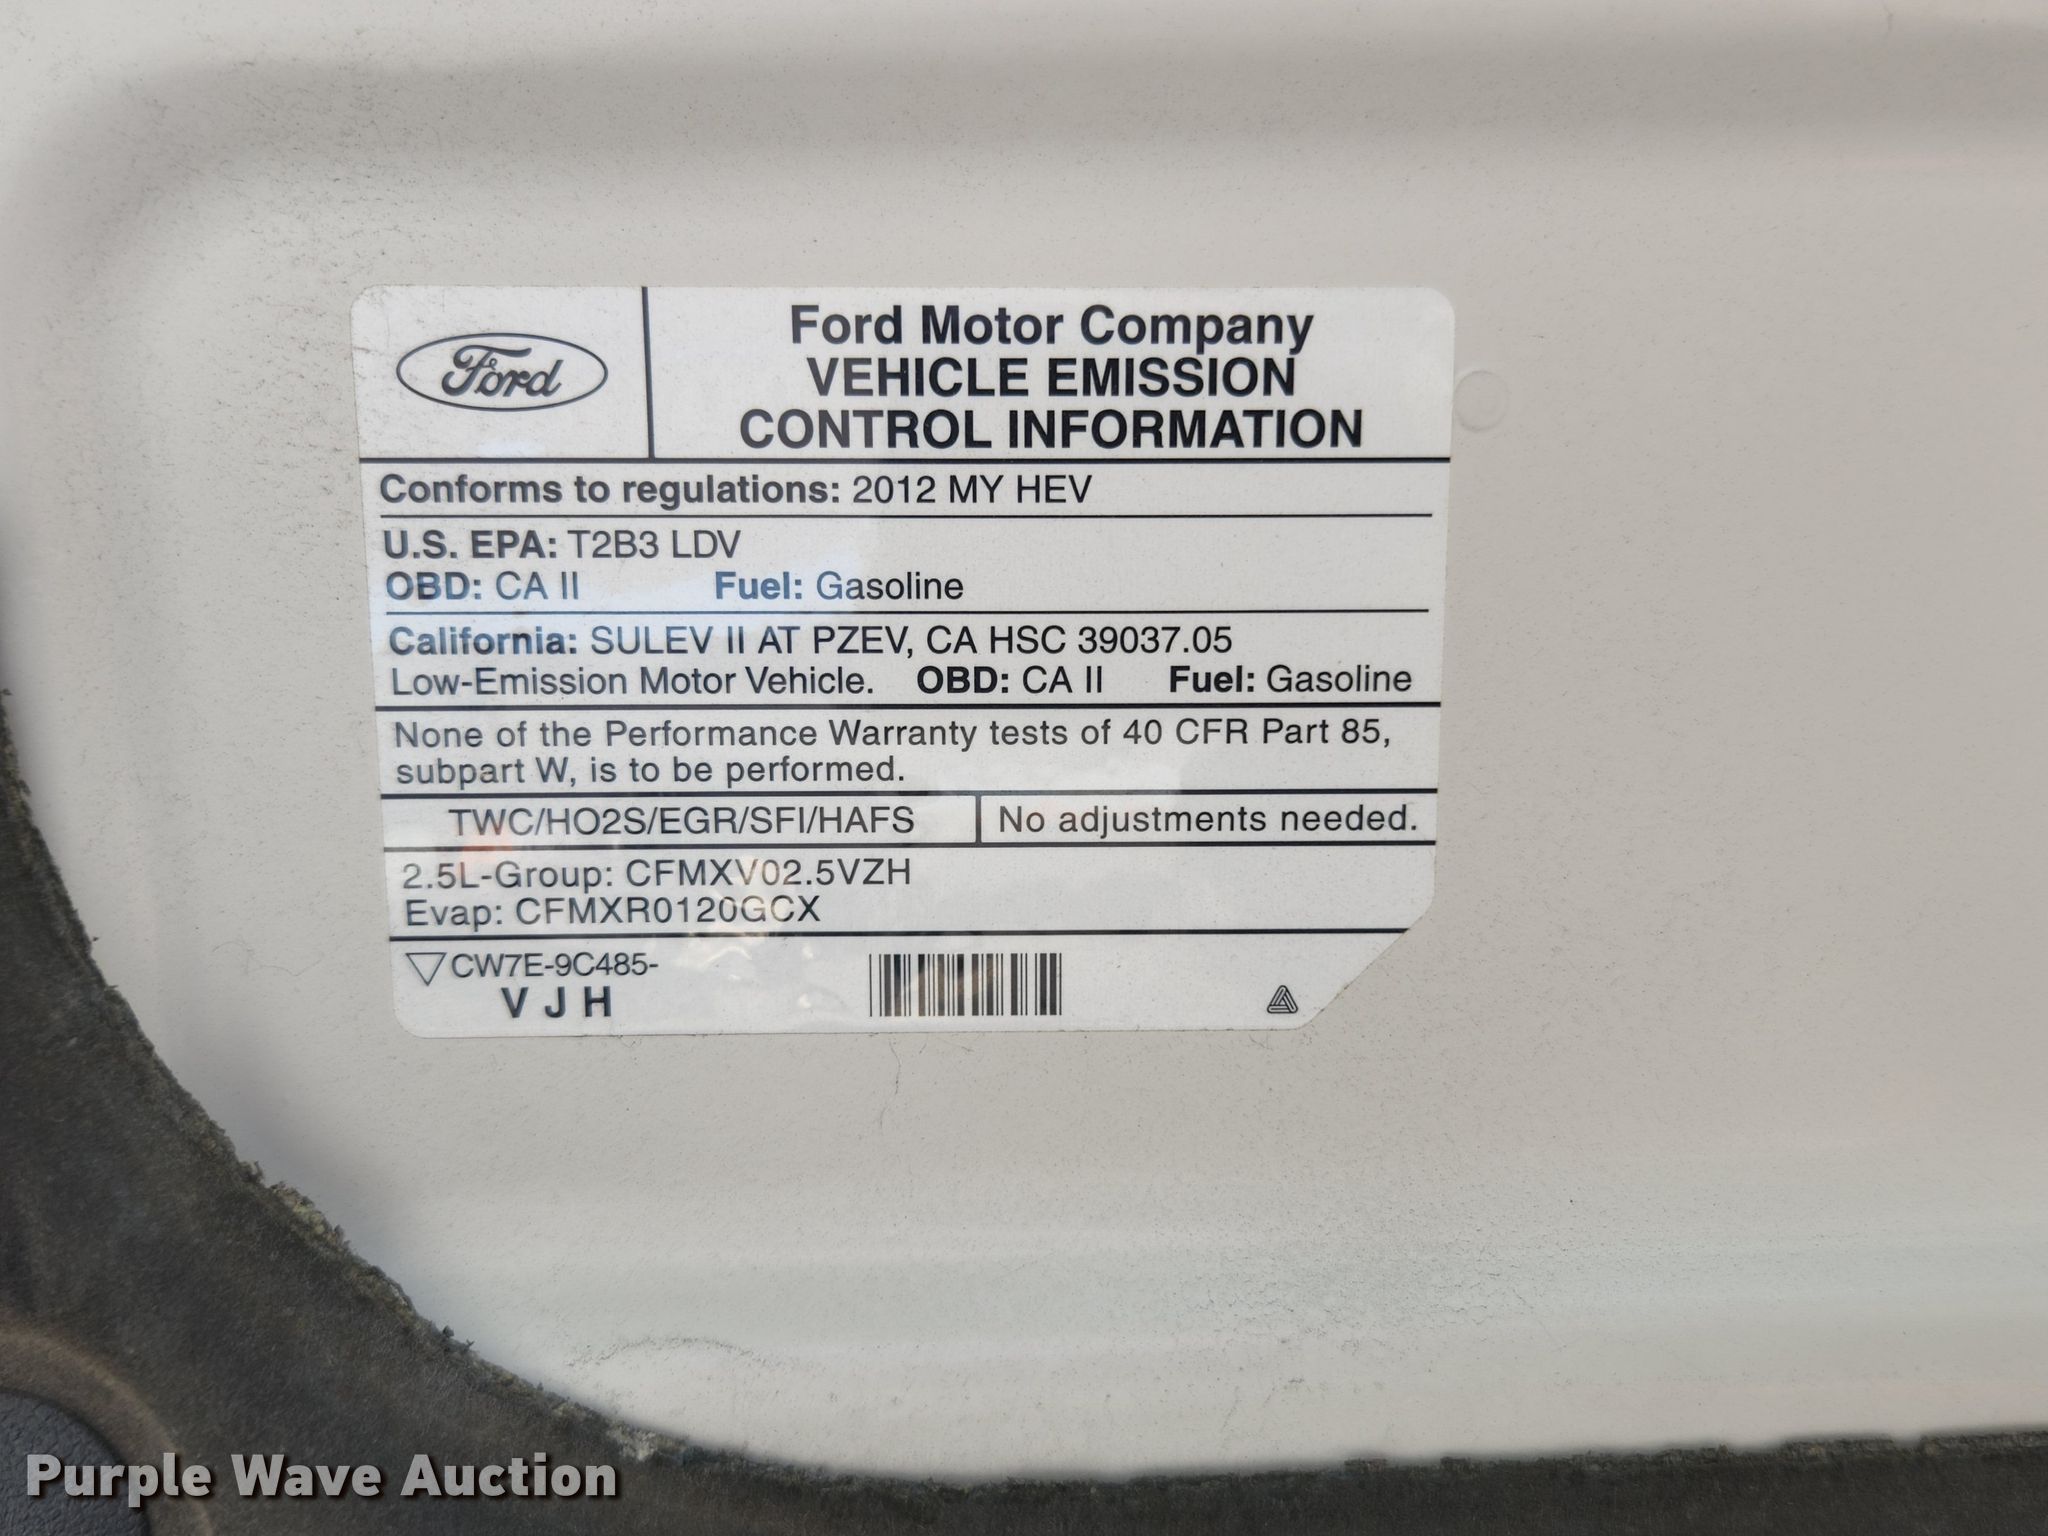 Ford
Ford Motor Company
VEHICLE EMISSION
CONTROL INFORMATION
Conforms to regulations: 2012 MY HEV
U.S. EPA: T2B3 LDV
OBD: CA II Fuel: Gasoline
California: SULEV II AT PZEV, CA HSC 39037.05
Low-Emission Motor Vehicle. OBD: CA II Fuel: Gasoline
None of the Performance Warranty tests of 40 CFR Part 85,
subpart W, is to be performed.
TWC/HO2S/EGR/SFI/HAFS No adjustments needed.
2.5L-Group: CFMXV02.5VZH
Evap: CFMXR0120GCX
CW7E-9C485-
V J H
Purple Wave Auction